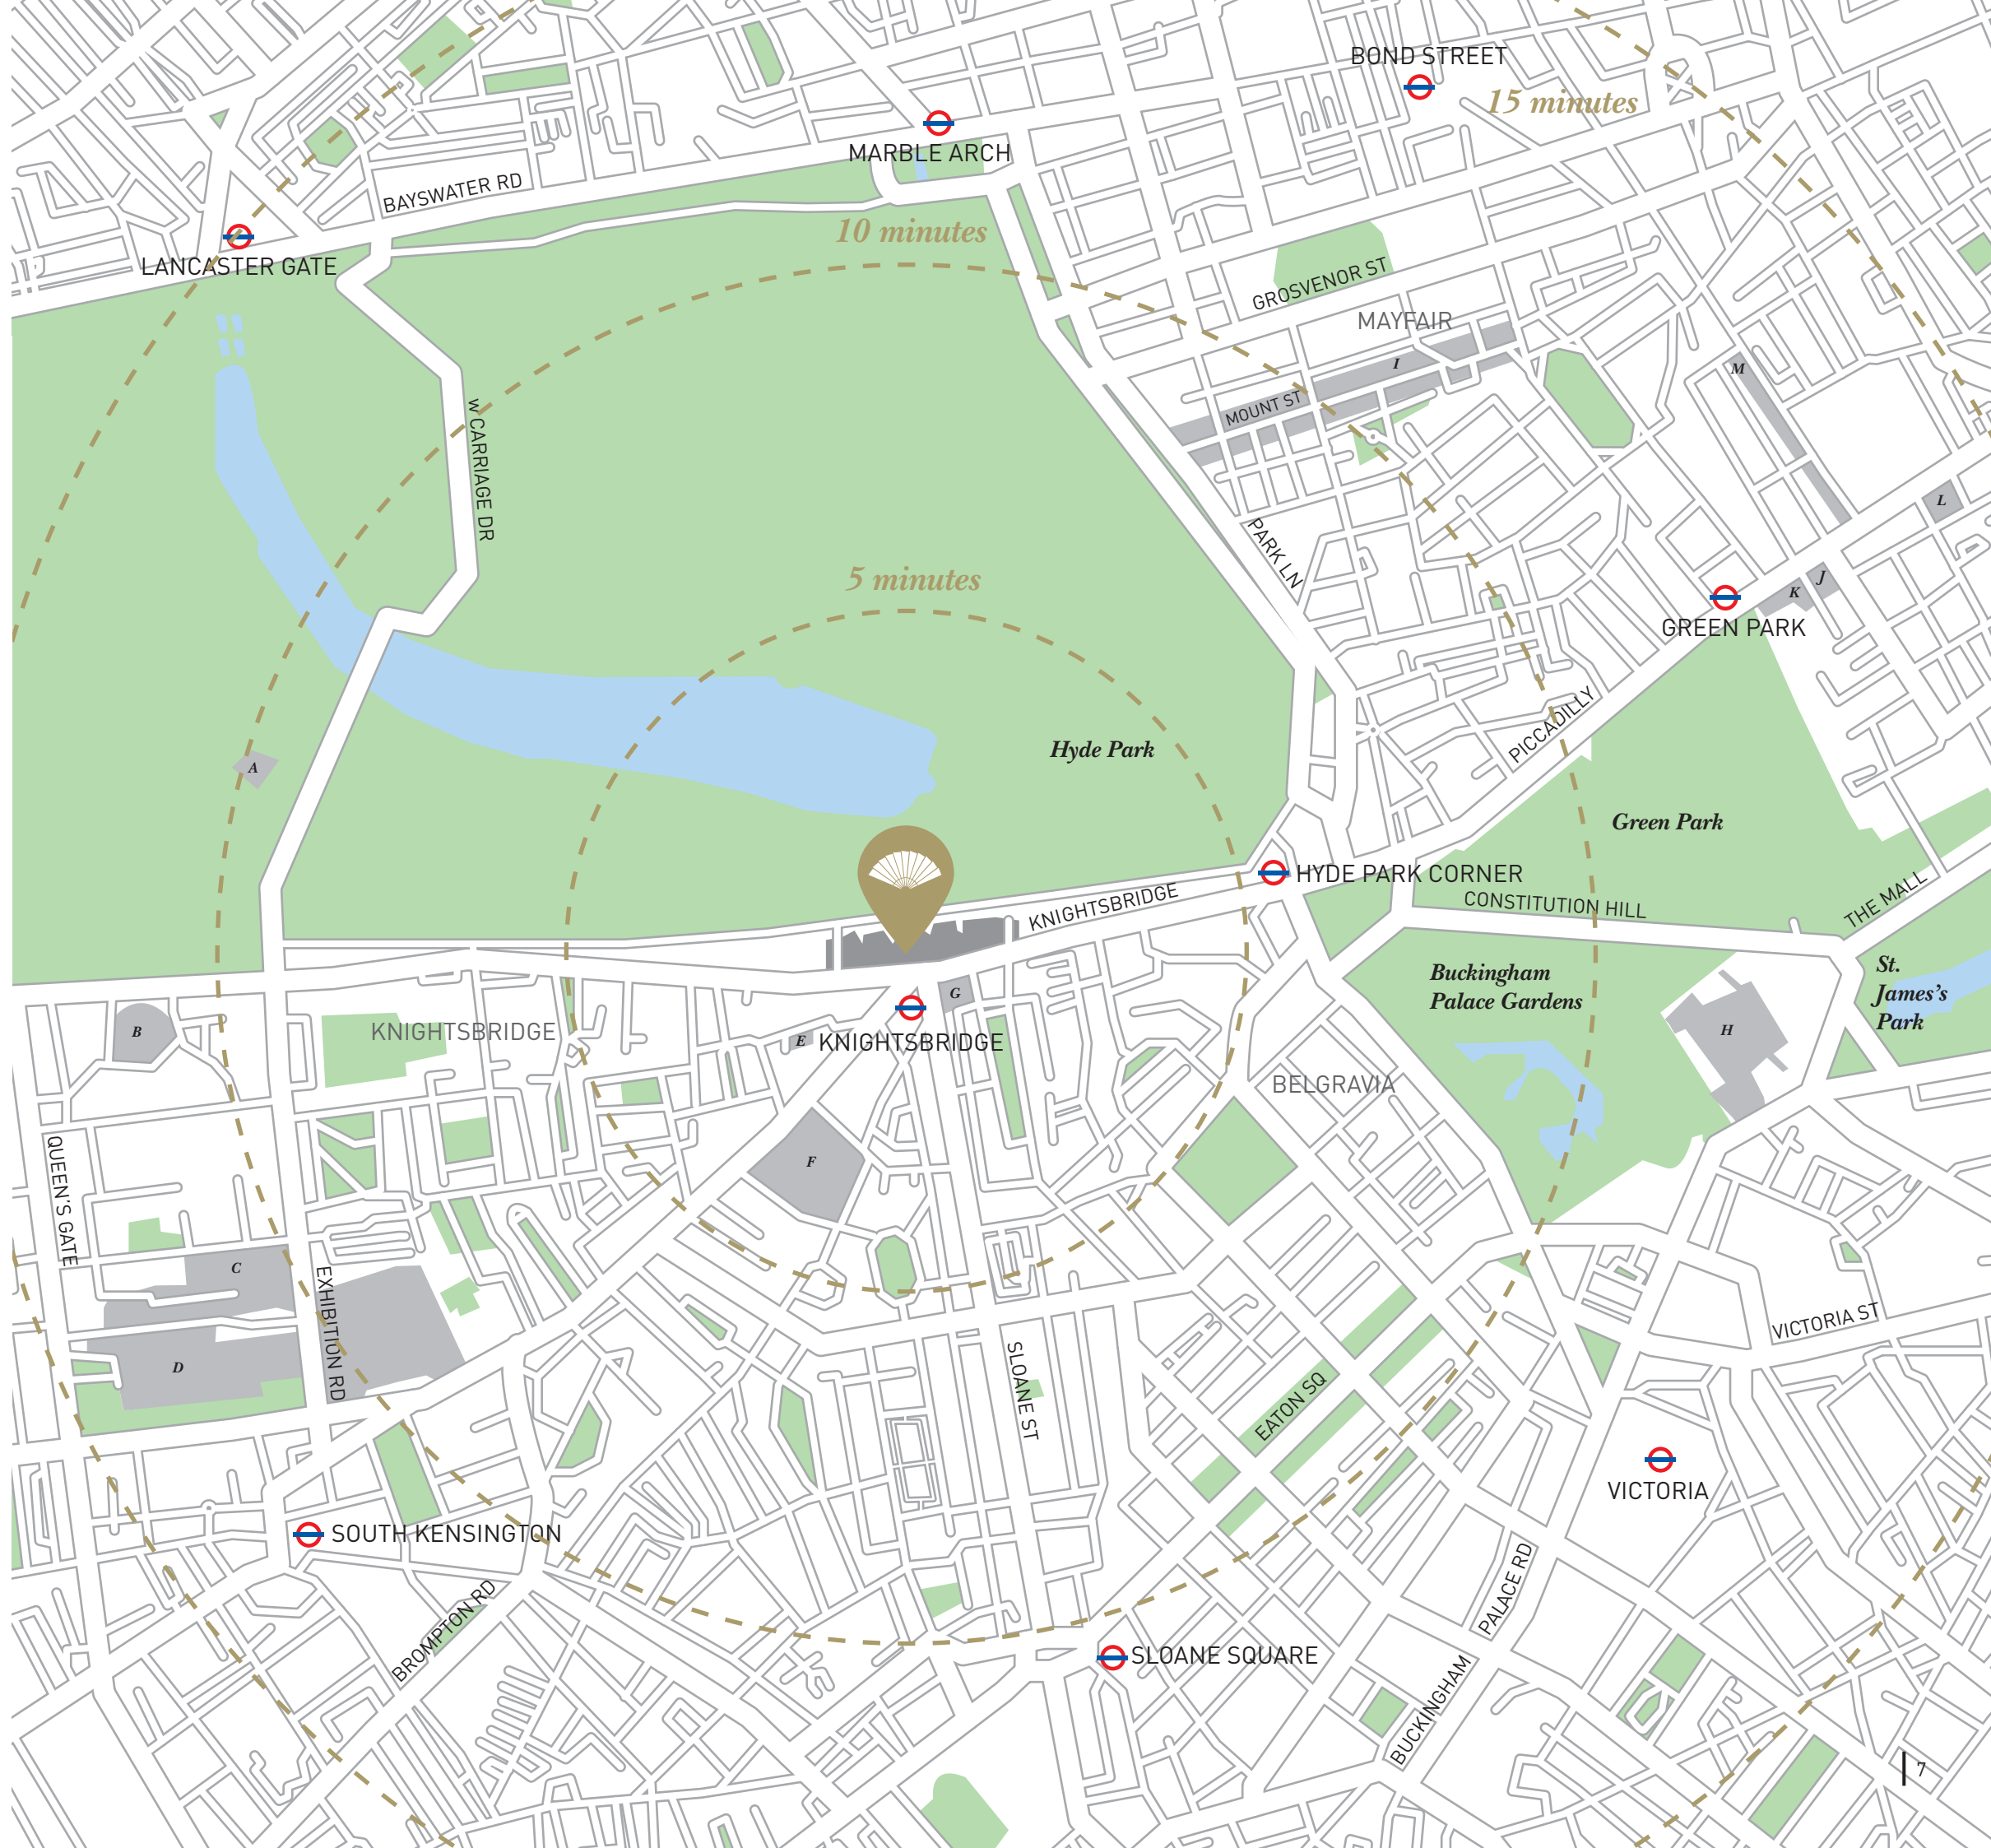 BOND STREET
15 minutes
MARBLE ARCH
BAYSWATER RD
10 minutes
LANCASTER GATE
GROSVENOR ST
MAYFAIR
I
M
MOUNT ST
W CARRIAGE DR
L
PARK LN
5 minutes
J
K
GREEN PARK
PICCADILLY
Hyde Park
A
Green Park
HYDE PARK CORNER
KNIGHTSBRIDGE
CONSTITUTION HILL
THE MALL
Buckingham
Palace Gardens
St.
James's
Park
G
B
KNIGHTSBRIDGE
E
KNIGHTSBRIDGE
H
BELGRAVIA
QUEEN'S GATE
F
C
EXHIBITION RD
D
SLOANE ST
VICTORIA ST
EATON SQ
VICTORIA
SOUTH KENSINGTON
BROMPTON RD
PALACE RD
SLOANE SQUARE
BUCKINGHAM
7